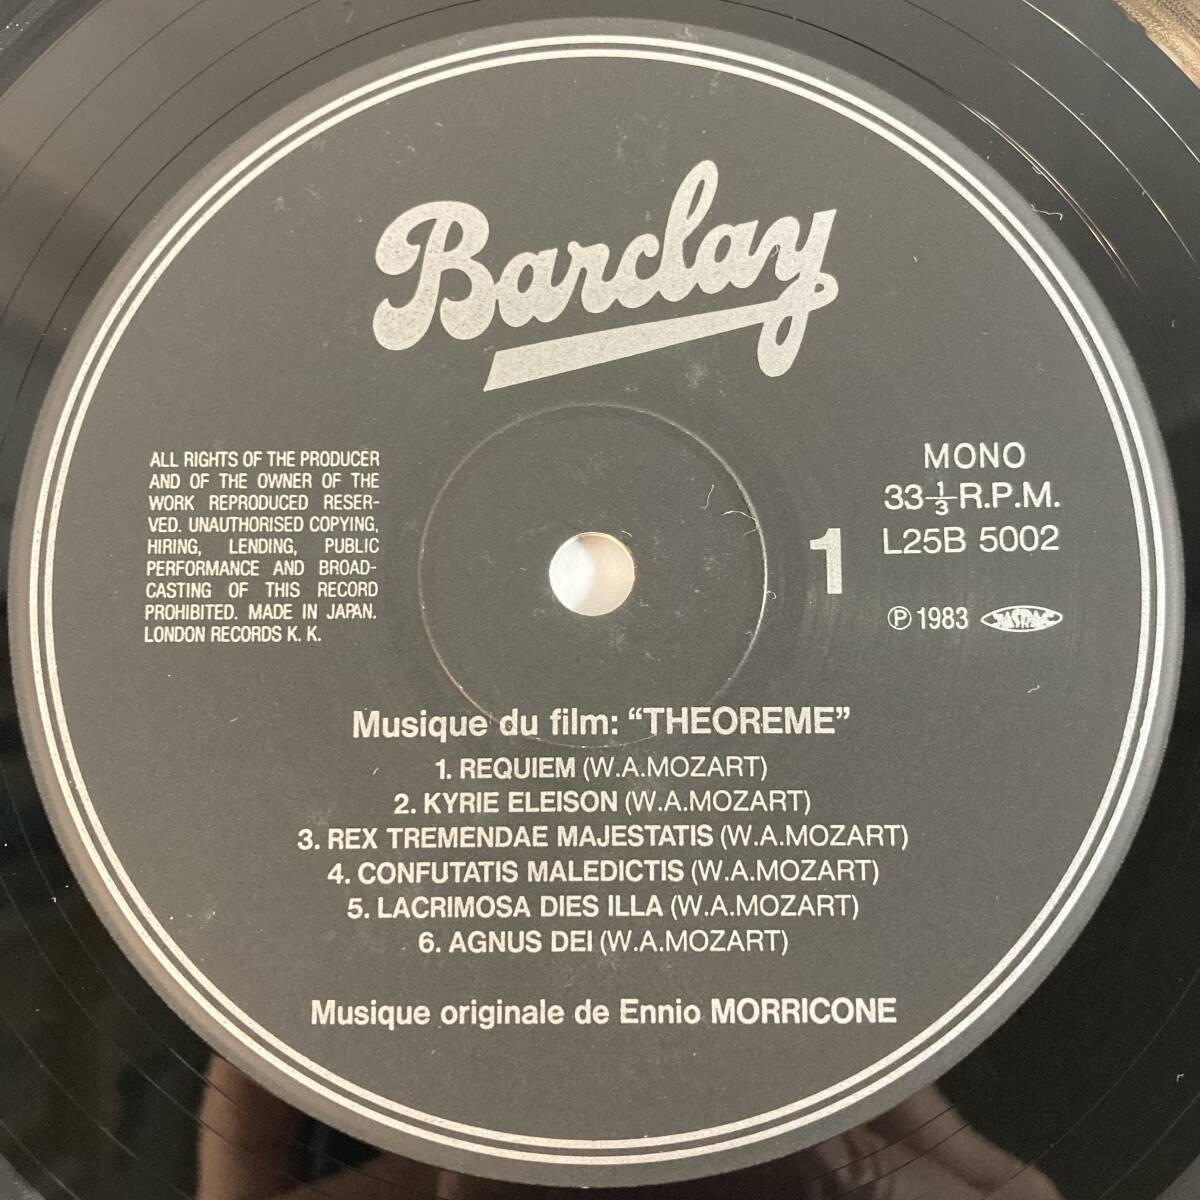 Barclay
ALL RIGHTS OF THE PRODUCER
AND OF THE OWNER OF THE
WORK REPRODUCED RESER-
VED. UNAUTHORISED COPYING,
HIRING, LENDING, PUBLIC
PERFORMANCE AND BROAD-
CASTING OF THIS RECORD
PROHIBITED. MADE IN JAPAN.
LONDON RECORDS K. K.
MONO
33 1/3 R.P.M.
L25B 5002
1
Ⓟ 1983
Musique du film: “THEOREME”
1. REQUIEM (W.A.MOZART)
2. KYRIE ELEISON (W.A.MOZART)
3. REX TREMENDAE MAJESTATIS (W.A.MOZART)
4. CONFUTATIS MALEDICTIS (W.A.MOZART)
5. LACRIMOSA DIES ILLA (W.A.MOZART)
6. AGNUS DEI (W.A.MOZART)
Musique originale de Ennio MORRICONE